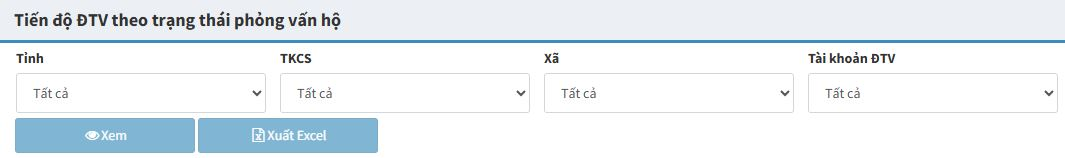 Tiến độ ĐTV theo trạng thái phỏng vấn hộ
Tỉnh TKCS Xã Tài khoản ĐTV
Tất cả Tất cả Tất cả Tất cả
Xem Xuất Excel